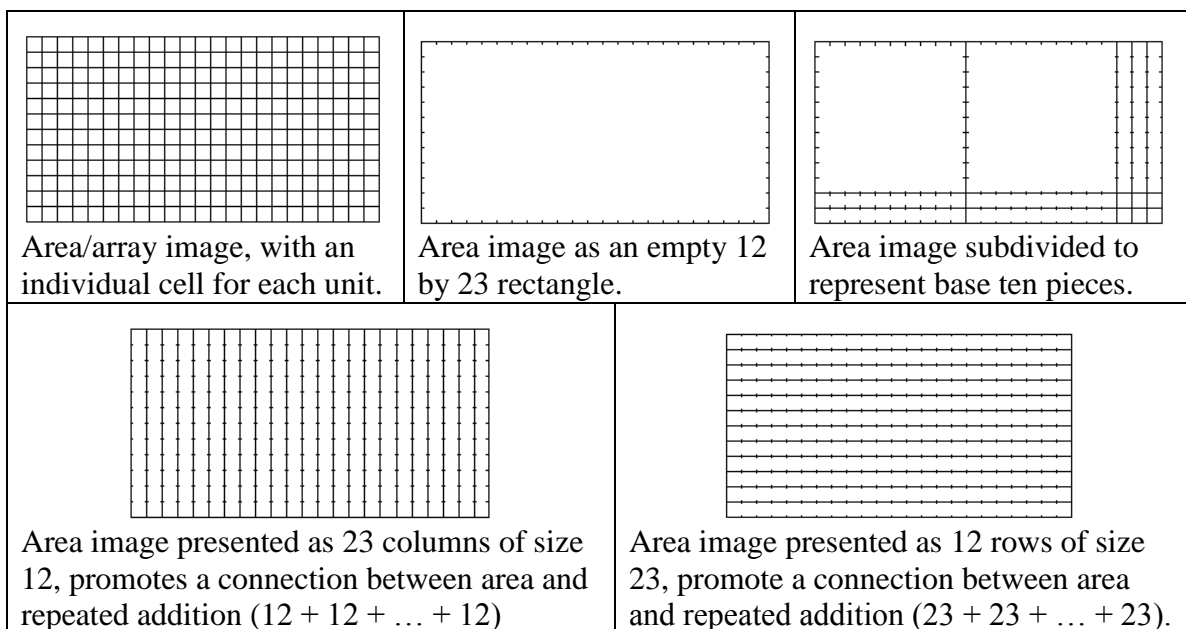 Area/array image, with an
individual cell for each unit.
Area image as an empty 12
by 23 rectangle.
Area image subdivided to
represent base ten pieces.
Area image presented as 23 columns of size
12, promotes a connection between area and
repeated addition (12 + 12 + … + 12)
Area image presented as 12 rows of size
23, promote a connection between area
and repeated addition (23 + 23 + … + 23).